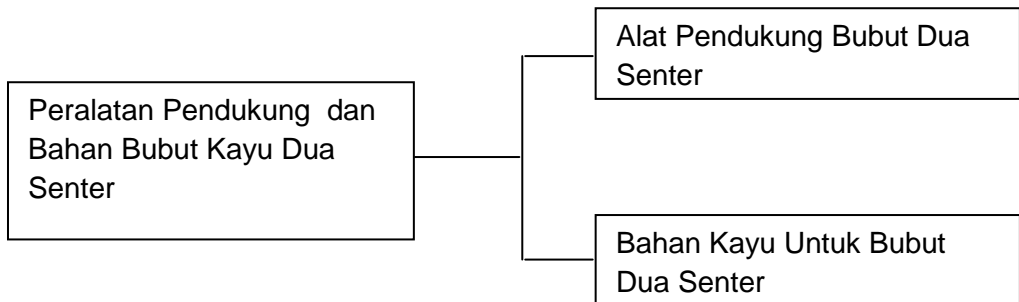 Peralatan Pendukung  dan
Bahan Bubut Kayu Dua
Senter
Alat Pendukung Bubut Dua
Senter
Bahan Kayu Untuk Bubut
Dua Senter